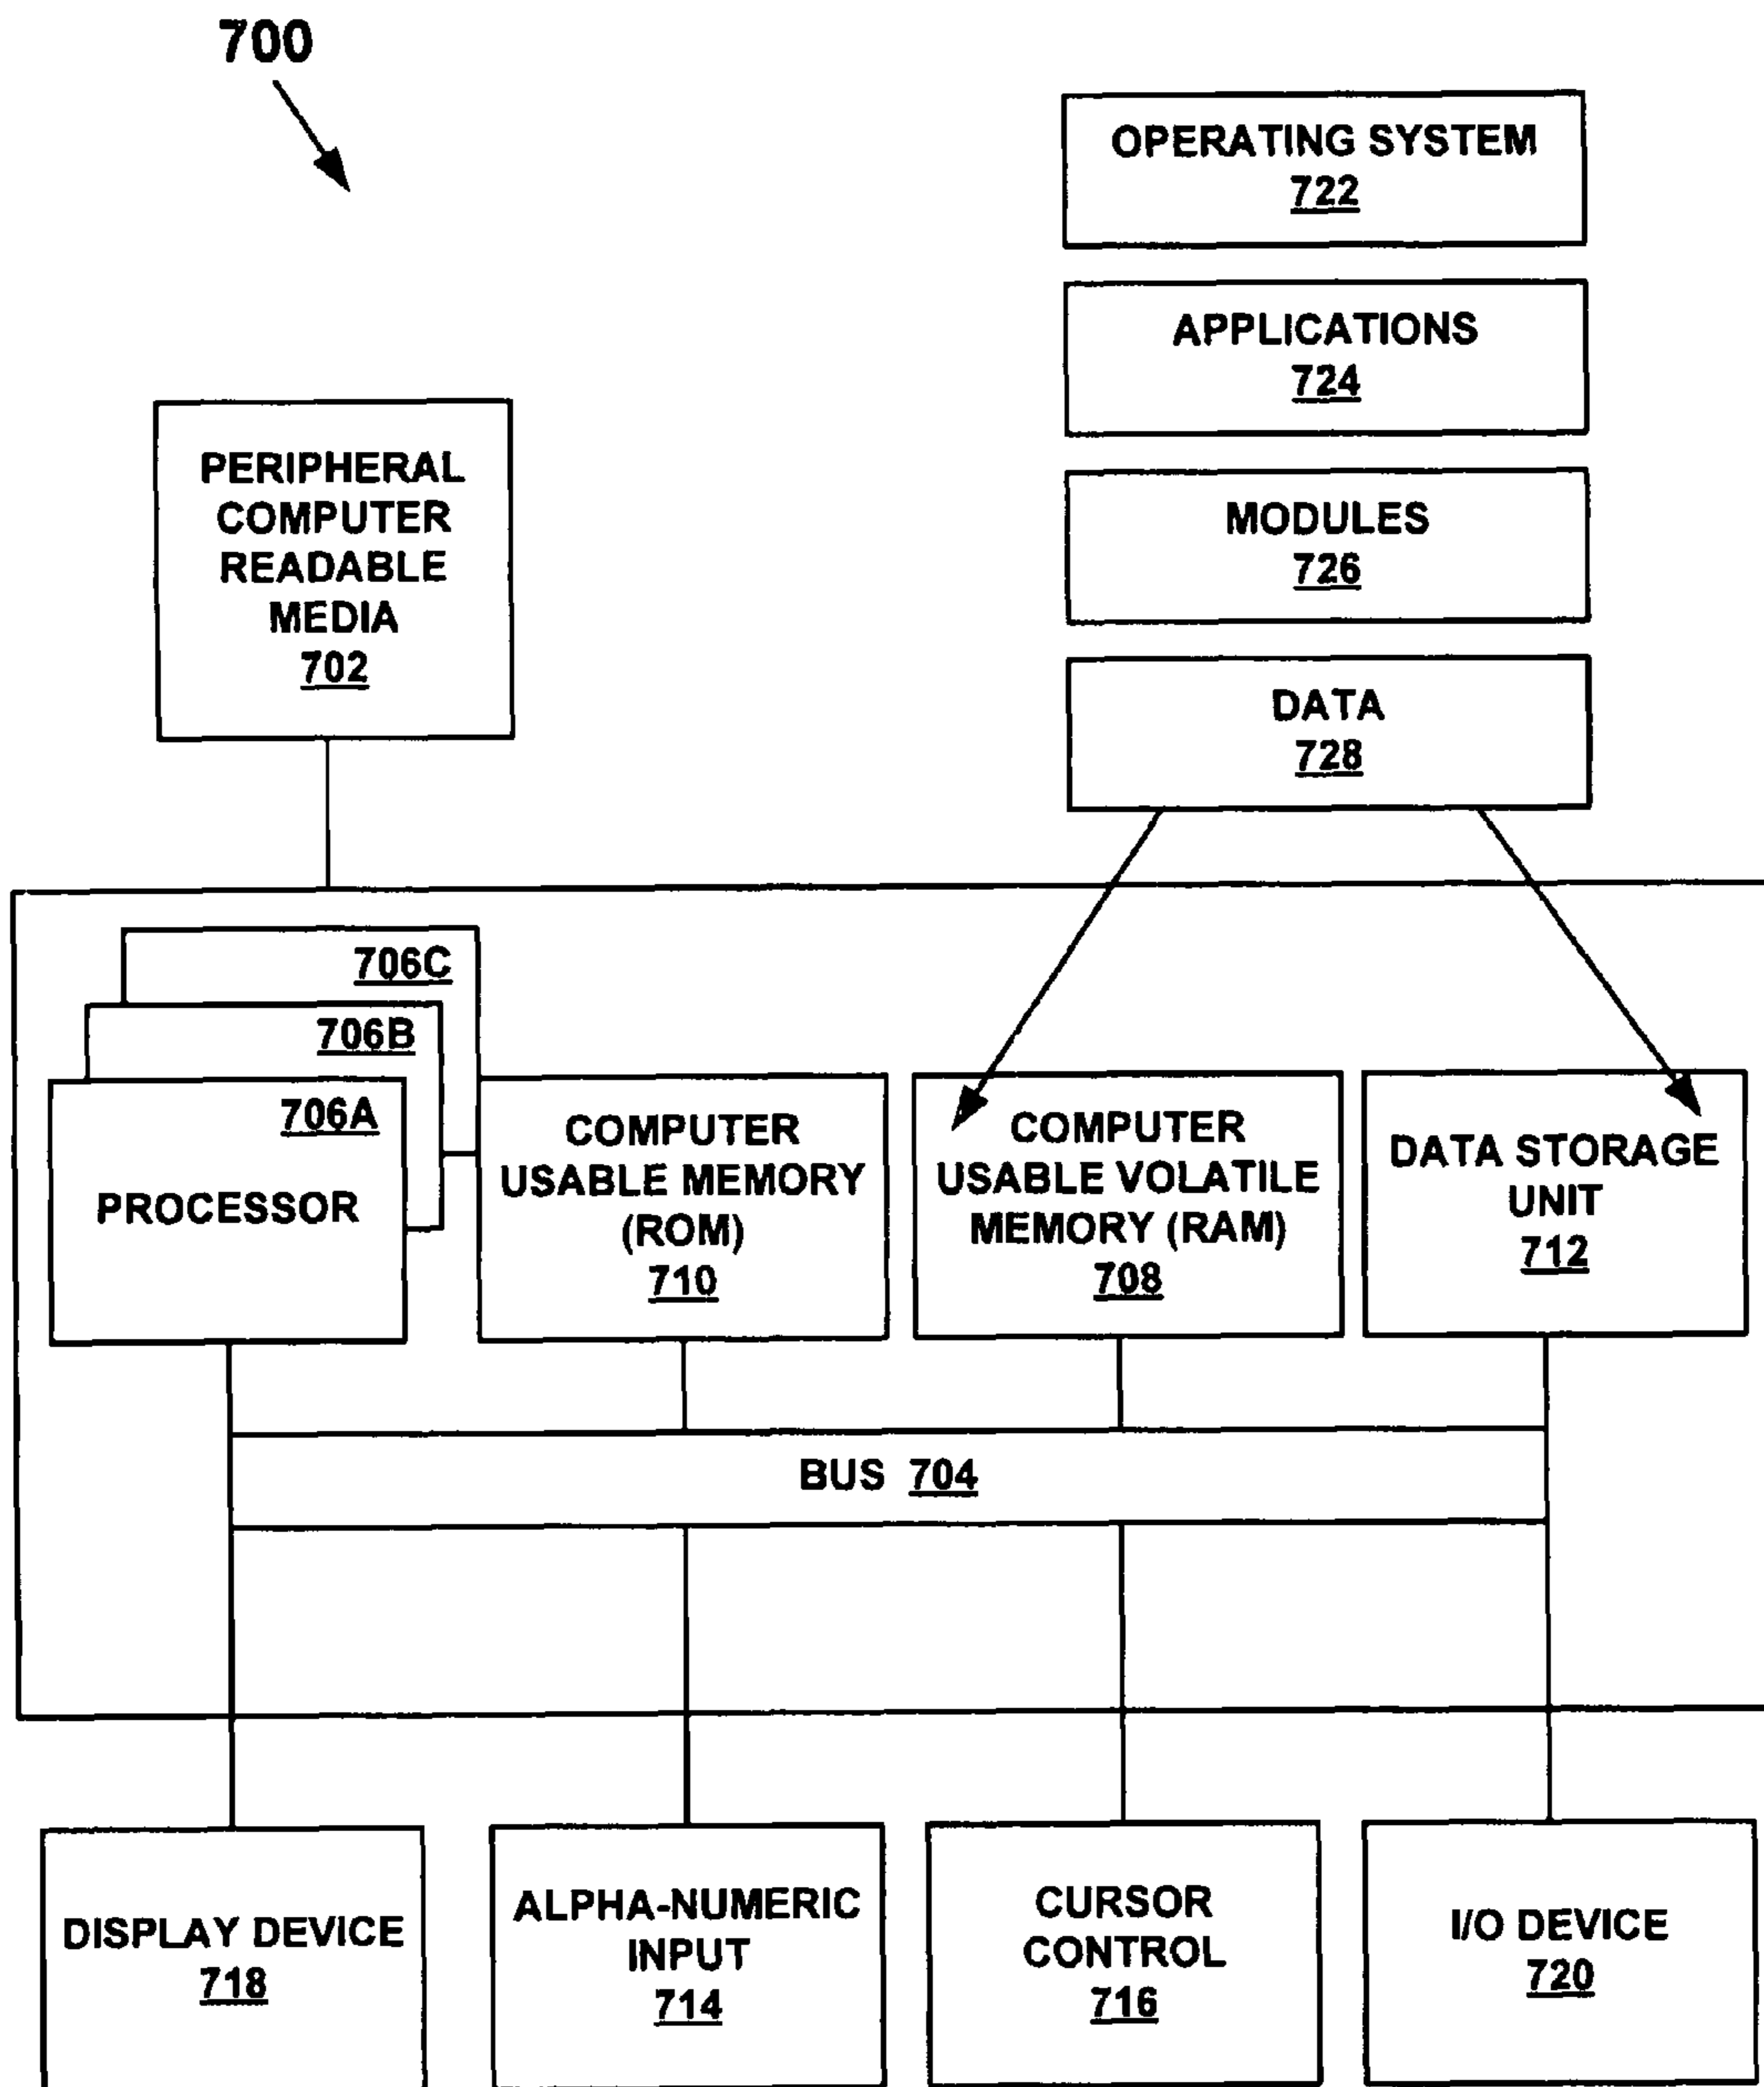 700
OPERATING SYSTEM
722
APPLICATIONS
724
MODULES
726
DATA
728
PERIPHERAL
COMPUTER
READABLE
MEDIA
702
706C
706B
706A
PROCESSOR
COMPUTER
USABLE MEMORY
(ROM)
710
COMPUTER
USABLE VOLATILE
MEMORY (RAM)
708
DATA STORAGE
UNIT
712
BUS 704
DISPLAY DEVICE
718
ALPHA-NUMERIC
INPUT
714
CURSOR
CONTROL
716
I/O DEVICE
720